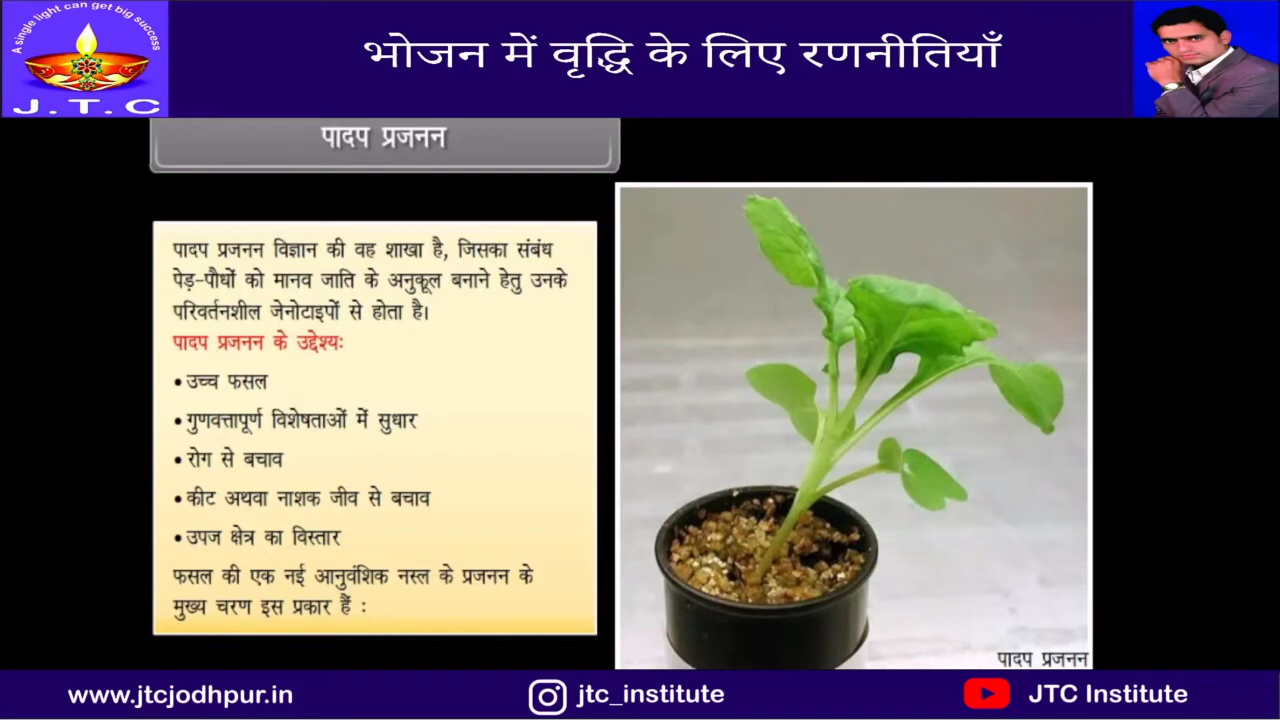 A single light can get big success
J.T.C
भोजन में वृद्धि के लिए रणनीतियाँ
पादप प्रजनन
पादप प्रजनन विज्ञान की वह शाखा है, जिसका संबंध
पेड़-पौधों को मानव जाति के अनुकूल बनाने हेतु उनके
परिवर्तनशील जेनोटाइपों से होता है।
पादप प्रजनन के उद्देश्यः
• उच्च फसल
• गुणवत्तापूर्ण विशेषताओं में सुधार
• रोग से बचाव
• कीट अथवा नाशक जीव से बचाव
• उपज क्षेत्र का विस्तार
फसल की एक नई आनुवंशिक नस्ल के प्रजनन के
मुख्य चरण इस प्रकार हैं :
पादप प्रजनन
www.jtcjodhpur.in
jtc_institute
JTC Institute